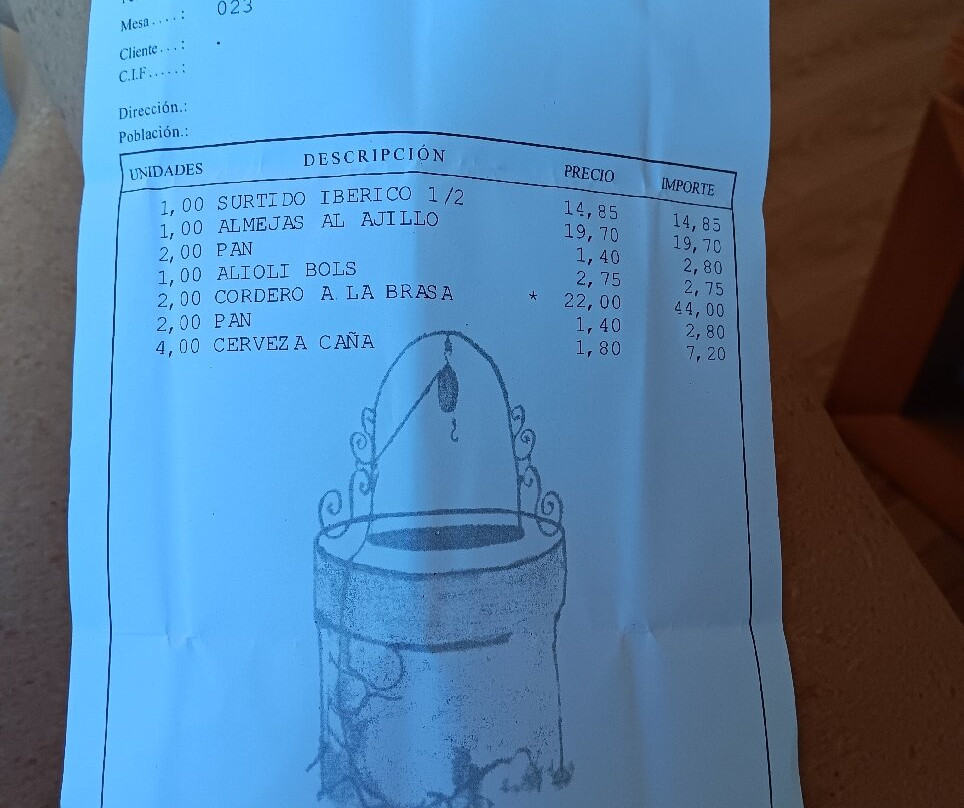 Mesa....: 023
Cliente...: .
C.I.F.....:
Dirección.:
Población.:
UNIDADES DESCRIPCIÓN PRECIO IMPORTE
1,00 SURTIDO IBERICO 1/2 14,85 14,85
1,00 ALMEJAS AL AJILLO 19,70 19,70
2,00 PAN 1,40 2,80
1,00 ALIOLI BOLS 2,75 2,75
2,00 CORDERO A LA BRASA * 22,00 44,00
2,00 PAN 1,40 2,80
4,00 CERVEZA CAÑA 1,80 7,20